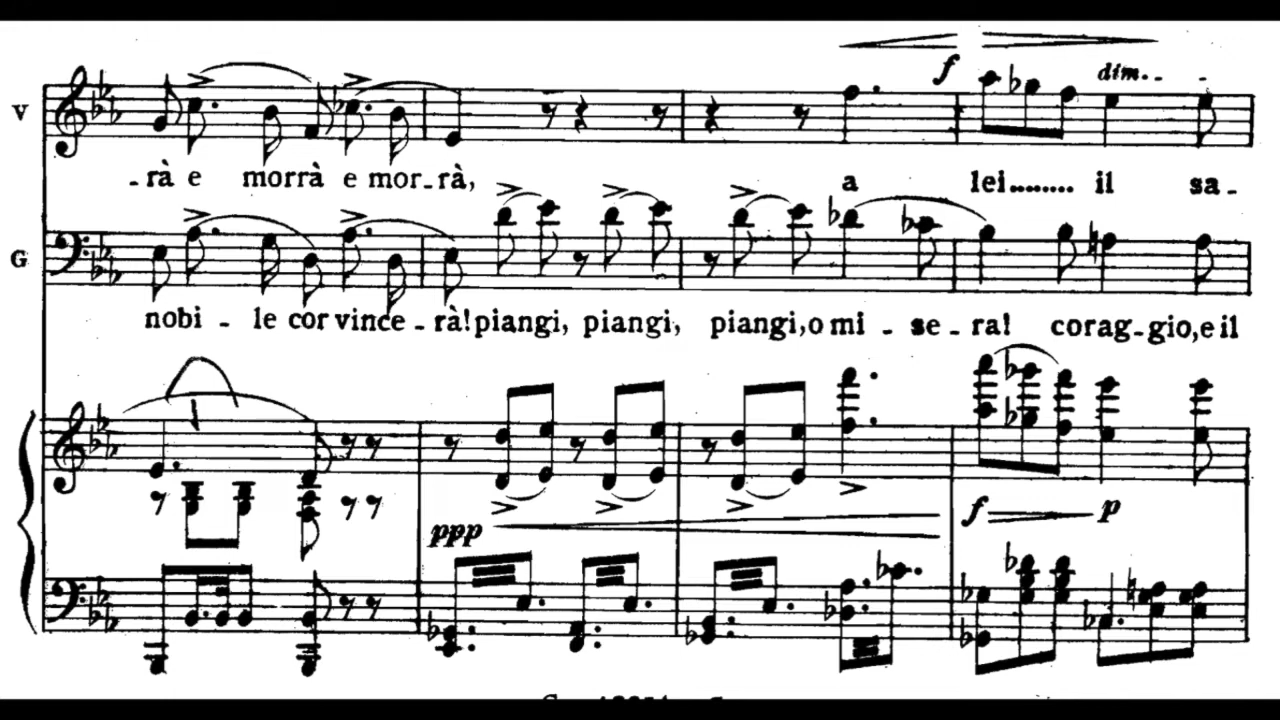 f
dim. . -
V
-rà e morrà e mor-rà, a lei........ il sa-
G
nobi - le cor vince-rà! piangi, piangi, piangi, o mi - se - ra! corag-gio, e il
ppp f p